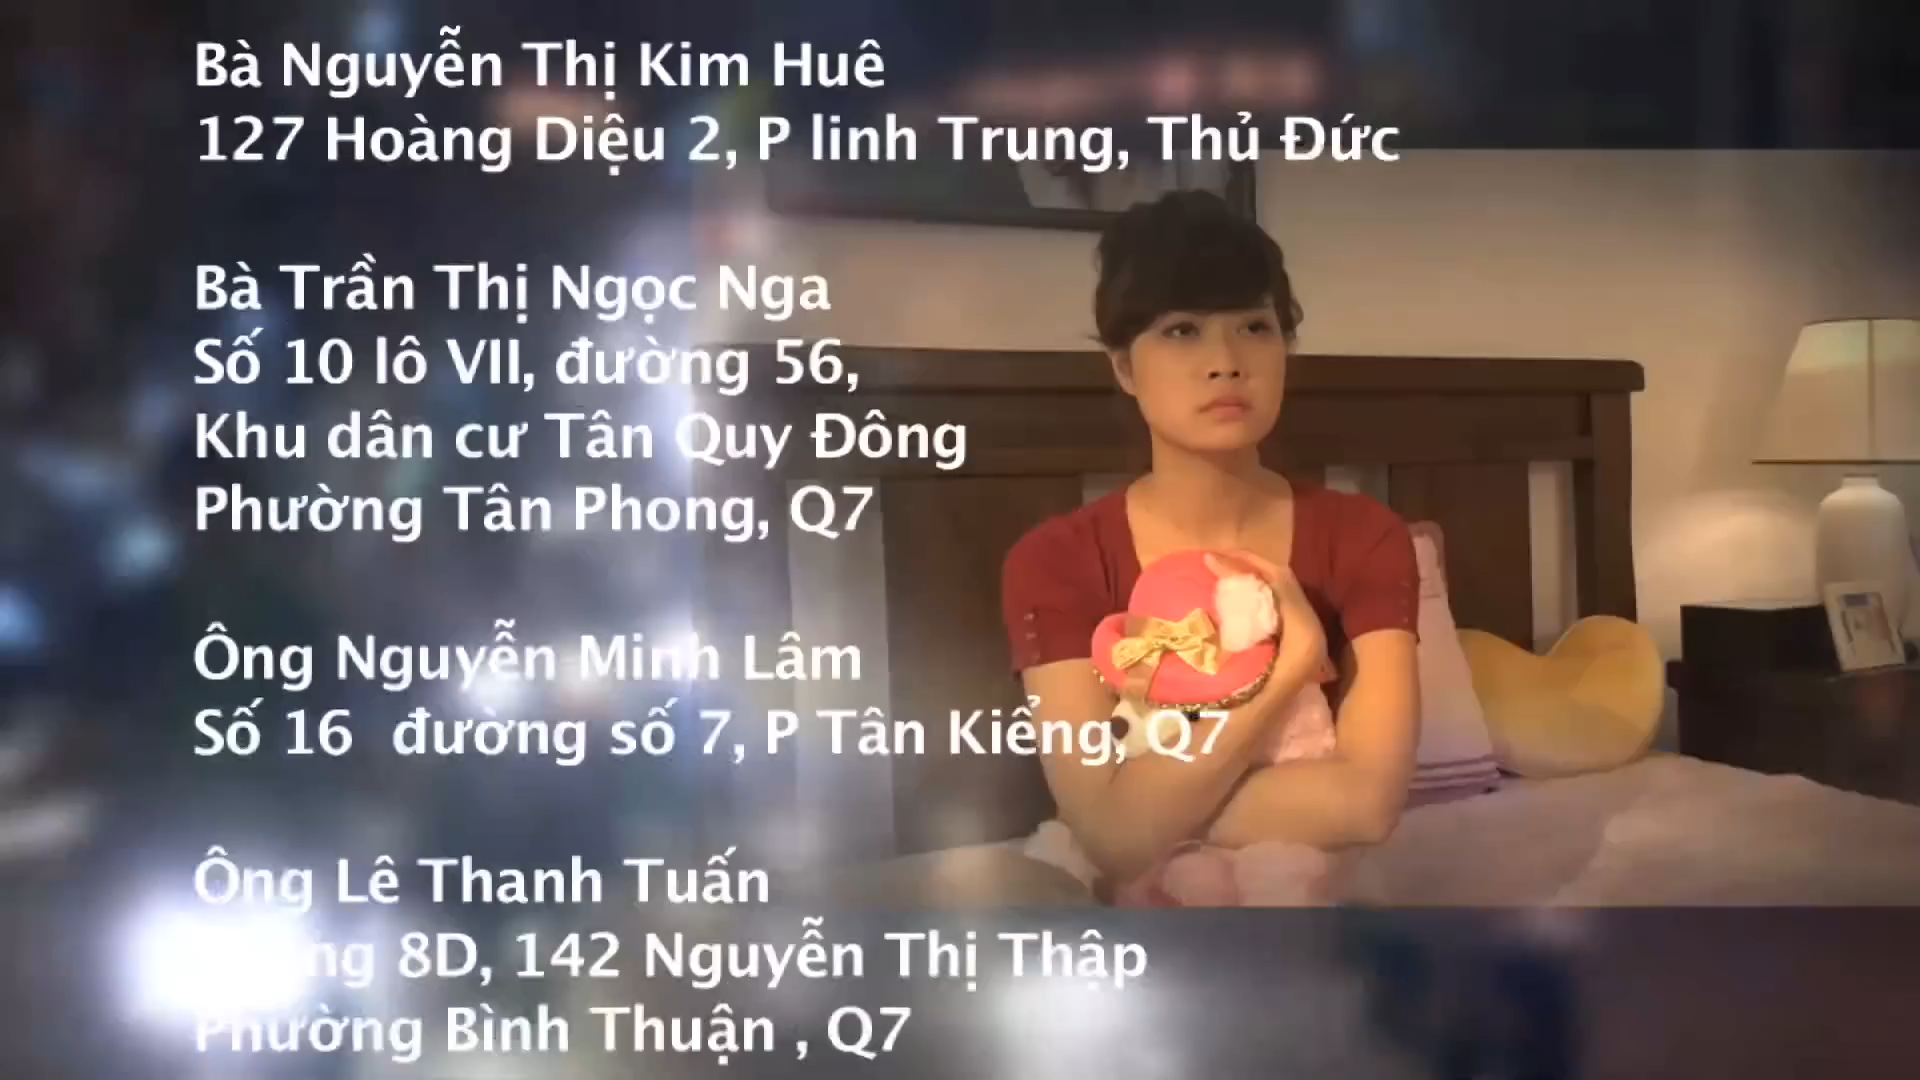 Bà Nguyễn Thị Kim Huê
127 Hoàng Diệu 2, P linh Trung, Thủ Đức
Bà Trần Thị Ngọc Nga
Số 10 lô VII, đường 56,
Khu dân cư Tân Quy Đông
Phường Tân Phong, Q7
Ông Nguyễn Minh Lâm
Số 16 đường số 7, P Tân Kiểng, Q7
Ông Lê Thanh Tuấn
8D, 142 Nguyễn Thị Thập
Phường Bình Thuận , Q7